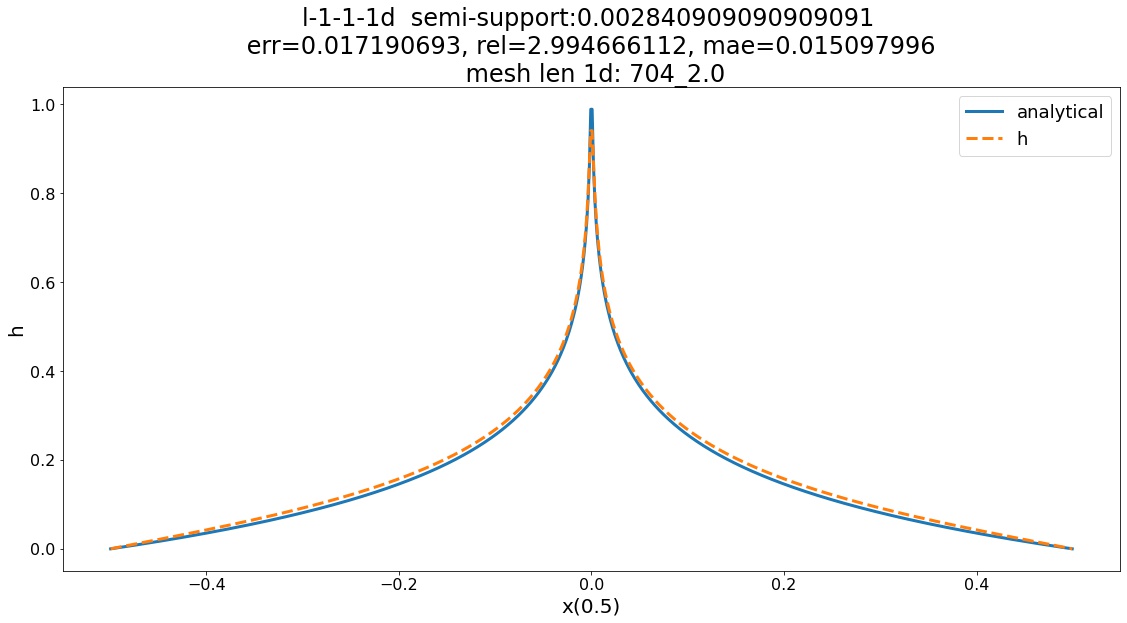 l-1-1-1d  semi-support:0.002840909090909091
err=0.017190693, rel=2.994666112, mae=0.015097996
mesh len 1d: 704_2.0
analytical
h
1.0
0.8
0.6
0.4
0.2
0.0
h
−0.4
−0.2
0.0
0.2
0.4
x(0.5)